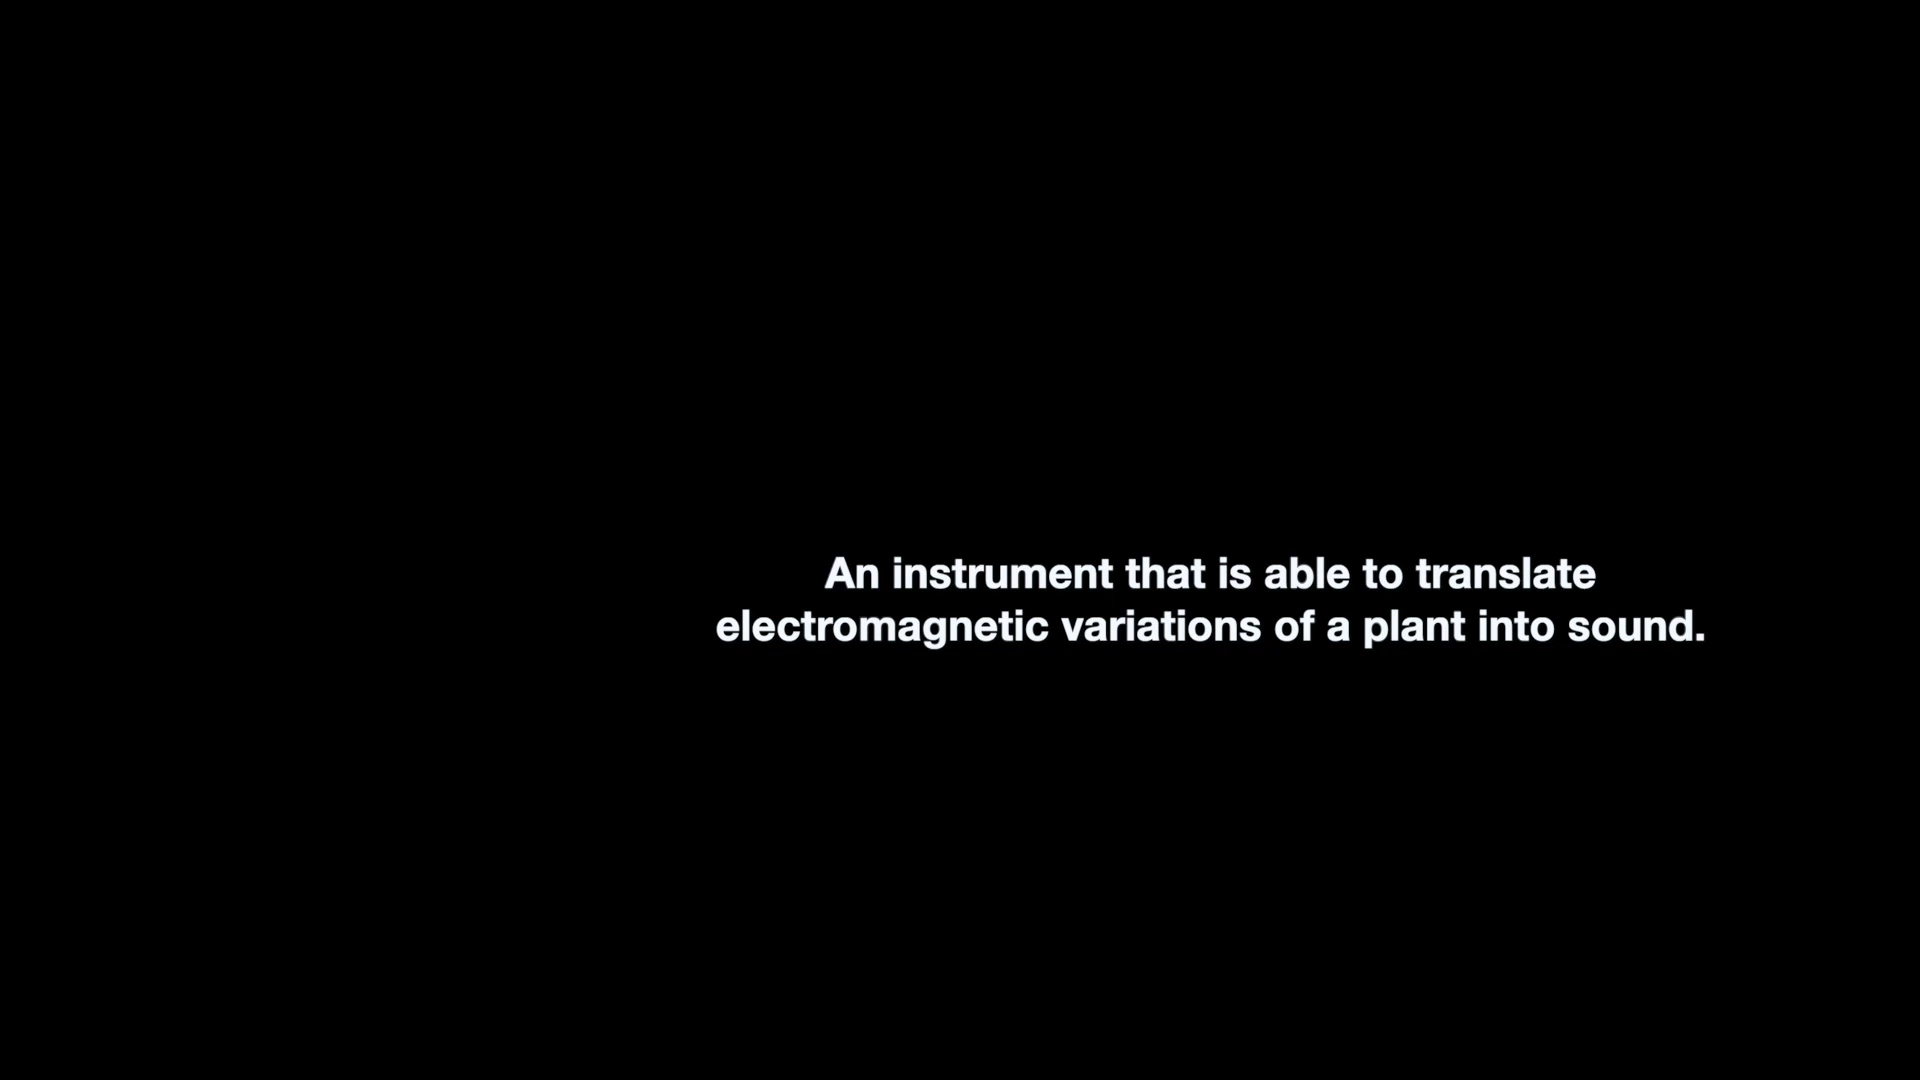 An instrument that is able to translate
electromagnetic variations of a plant into sound.